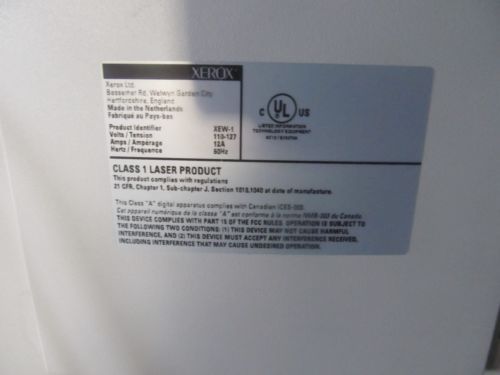 XEROX
Xerox Ltd.
Bessemer Rd, Welwyn Garden City
Hertfordshire, England
Made in the Netherlands
Fabriqué au Pays-bas
Product Identifier XEW-1
Volts / Tension 110-127
Amps / Ampérage 12A
Hertz / Frequence 60Hz
C UL US
LISTED INFORMATION
TECHNOLOGY EQUIPMENT
CLASS 1 LASER PRODUCT
This product complies with regulations
21 CFR, Chapter 1, Sub-chapter J, Section 1010,1040 at date of manufacture.
This Class "A" digital apparatus complies with Canadian ICES-003.
Cet appareil numérique de la classe "A" est conforme à la norme NMB-003 du Canada.
THIS DEVICE COMPLIES WITH PART 15 OF THE FCC RULES. OPERATION IS SUBJECT TO
THE FOLLOWING TWO CONDITIONS: (1) THIS DEVICE MAY NOT CAUSE HARMFUL
INTERFERENCE, AND (2) THIS DEVICE MUST ACCEPT ANY INTERFERENCE RECEIVED,
INCLUDING INTERFERENCE THAT MAY CAUSE UNDESIRED OPERATION.